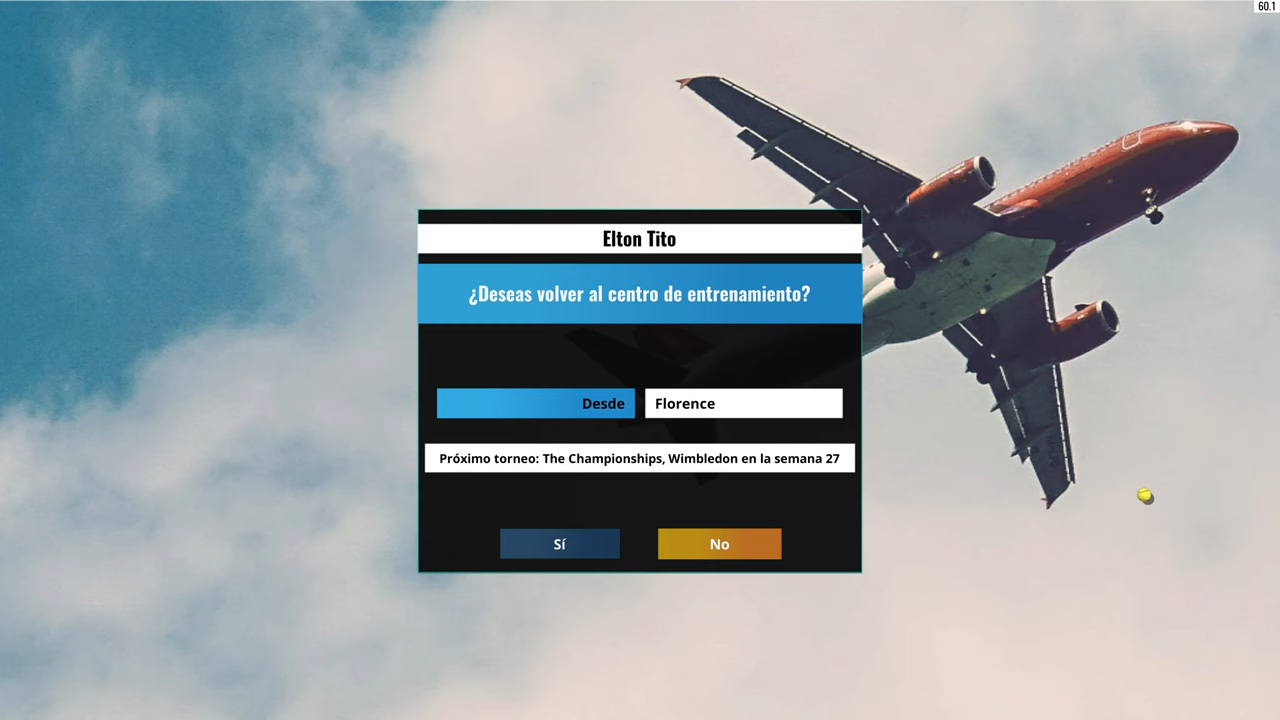 60.1
Elton Tito
¿Deseas volver al centro de entrenamiento?
Desde
Florence
Próximo torneo: The Championships, Wimbledon en la semana 27
Sí
No